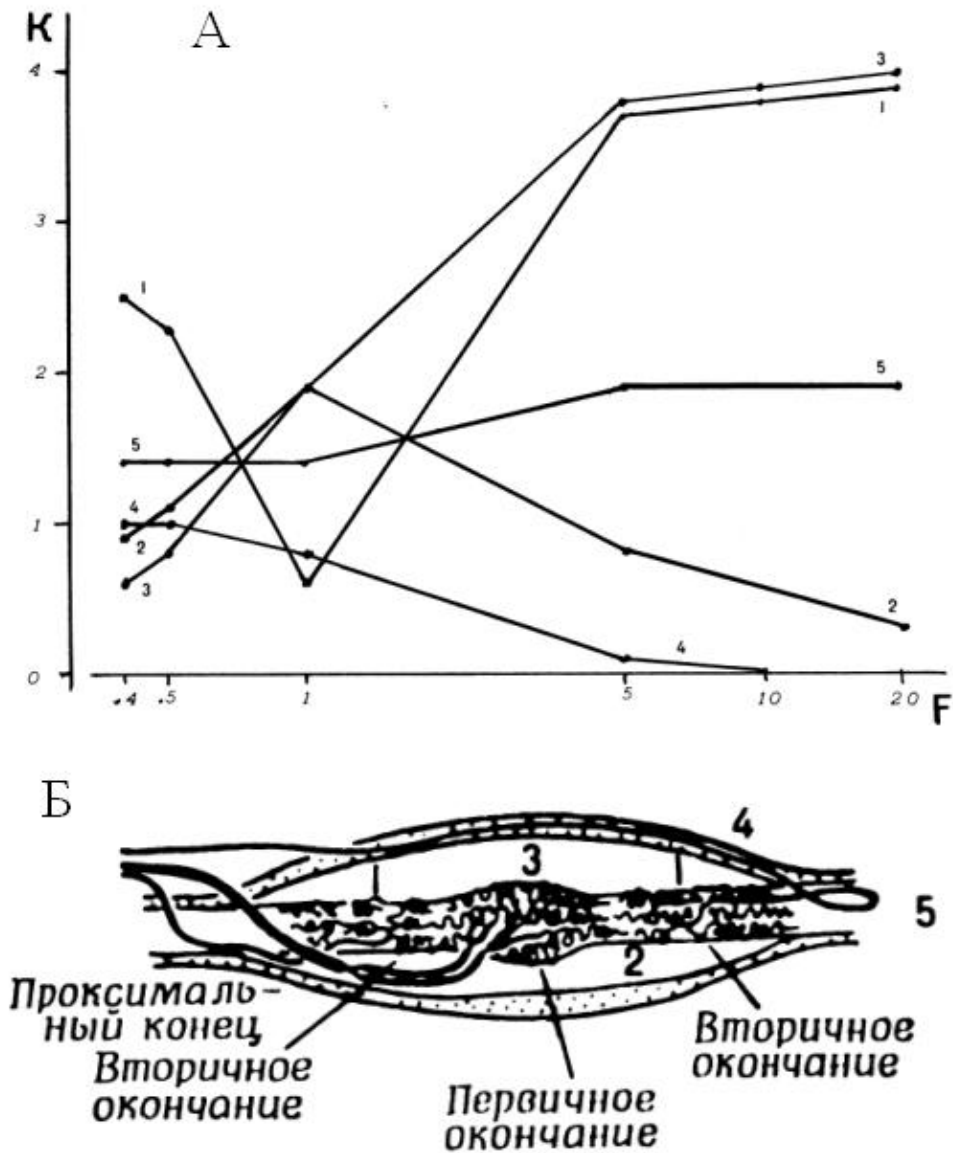 К
А
4
3
1
3
1
2
5
5
4
1
2
3
2
4
0
.4 .5 1 5 10 20
F
Б
4
3
5
2
Проксималь-
ный конец
Вторичное
окончание
Вторичное
окончание
Первичное
окончание